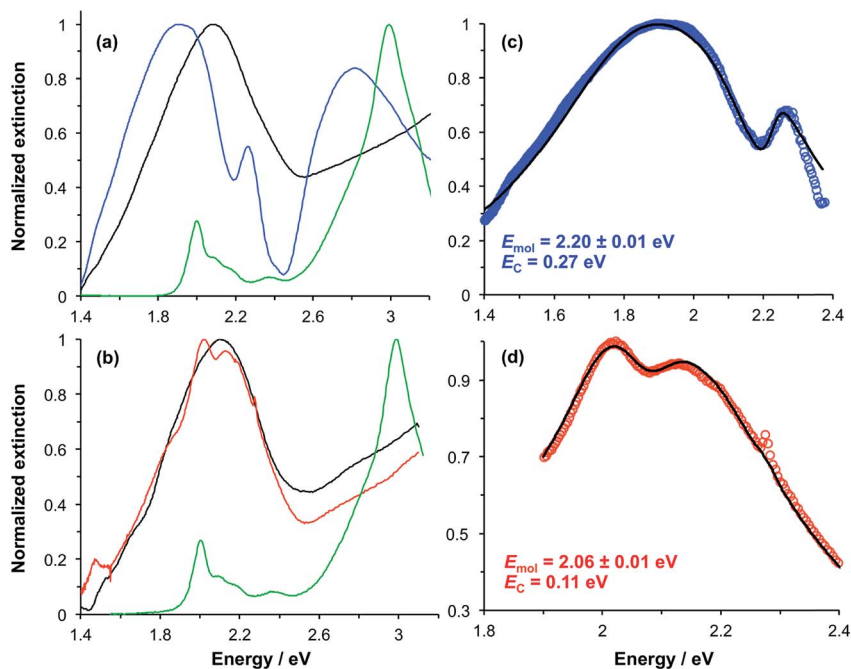 (a)
Normalized extinction
1
0.8
0.6
0.4
0.2
0
1.4 1.8 2.2 2.6 3
(c)
1
0.8
0.6
0.4
0.2
0
1.4 1.6 1.8 2 2.2 2.4
Emol = 2.20 ± 0.01 eV
EC = 0.27 eV
(b)
Normalized extinction
1
0.8
0.6
0.4
0.2
0
1.4 1.8 2.2 2.6 3
Energy / eV
(d)
0.9
0.7
0.5
0.3
1.8 2 2.2 2.4
Emol = 2.06 ± 0.01 eV
EC = 0.11 eV
Energy / eV